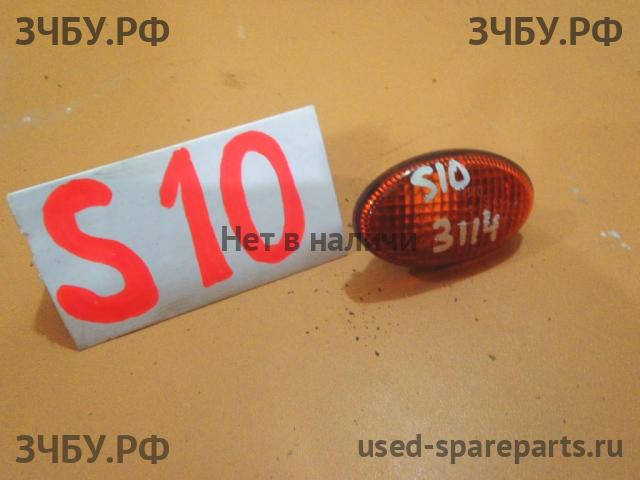 ЗЧБУ.РФ
ЗЧБУ.РФ
S10
S10
3114
Нет в наличи
ЗЧБУ.РФ
used-spareparts.ru